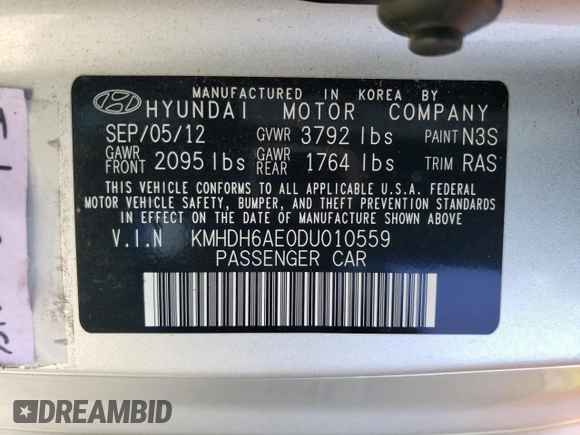 MANUFACTURED IN KOREA BY
HYUNDAI MOTOR COMPANY
SEP/05/12 GVWR 3792 lbs PAINT N3S
GAWR FRONT 2095 lbs GAWR REAR 1764 lbs TRIM RAS
THIS VEHICLE CONFORMS TO ALL APPLICABLE U.S.A. FEDERAL
MOTOR VEHICLE SAFETY, BUMPER, AND THEFT PREVENTION STANDARDS
IN EFFECT ON THE DATE OF MANUFACTURE SHOWN ABOVE
V.I.N KMHDH6AE0DU010559
PASSENGER CAR
DREAMBID